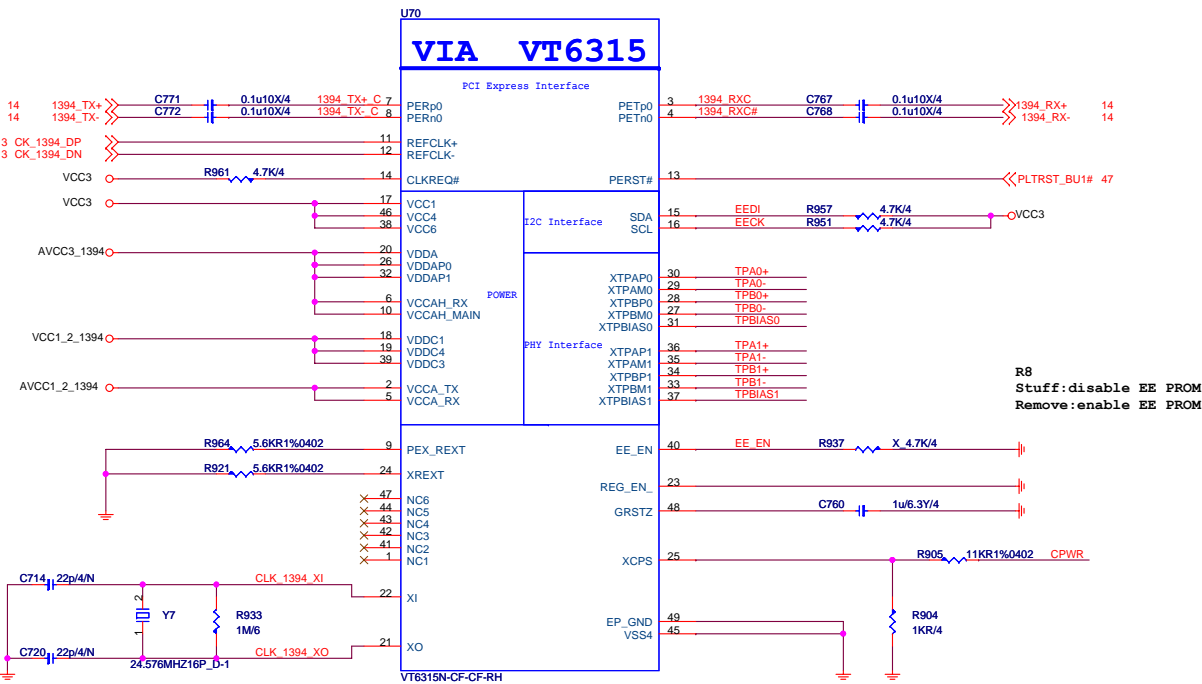 U70
VIA VT6315
PCI Express Interface
14 1394_TX+ C771 0.1u10X/4 1394_TX+_C 7 PERp0
14 1394_TX- C772 0.1u10X/4 1394_TX-_C 8 PERn0
PETp0 3 1394_RXC C767 0.1u10X/4 1394_RX+ 14
PETn0 4 1394_RXC# C768 0.1u10X/4 1394_RX- 14
3 CK_1394_DP 11 REFCLK+
3 CK_1394_DN 12 REFCLK-
VCC3 R961 4.7K/4 14 CLKREQ#
PERST# 13 PLTRST_BU1# 47
VCC3 17 VCC1
46 VCC4
38 VCC6
I2C Interface
SDA 15 EEDI R957 4.7K/4 VCC3
SCL 16 EECK R951 4.7K/4
AVCC3_1394 20 VDDA
26 VDDAP0
32 VDDAP1
6 VCCAH_RX
10 VCCAH_MAIN
POWER
XTPAP0 30 TPA0+
XTPAM0 29 TPA0-
XTPBP0 28 TPB0+
XTPBM0 27 TPB0-
XTPBIAS0 31 TPBIAS0
VCC1_2_1394 18 VDDC1
19 VDDC4
39 VDDC3
PHY Interface
XTPAP1 36 TPA1+
XTPAM1 35 TPA1-
XTPBP1 34 TPB1+
XTPBM1 33 TPB1-
XTPBIAS1 37 TPBIAS1
AVCC1_2_1394 2 VCCA_TX
5 VCCA_RX
R8
Stuff:disable EE PROM
Remove:enable EE PROM
R964 5.6KR1%0402 9 PEX_REXT
R921 5.6KR1%0402 24 XREXT
EE_EN 40 EE_EN R937 X_4.7K/4
REG_EN_ 23
GRSTZ 48 C760 1u/6.3Y/4
47 NC6
44 NC5
43 NC4
42 NC3
41 NC2
1 NC1
XCPS 25 R905 11KR1%0402 CPWR
C714 22p/4/N CLK_1394_XI 22 XI
2 Y7 1
R933
1M/6
EP_GND 49
VSS4 45
R904
1KR/4
C720 22p/4/N CLK_1394_XO 21 XO
24.576MHZ16P_D-1
VT6315N-CF-CF-RH